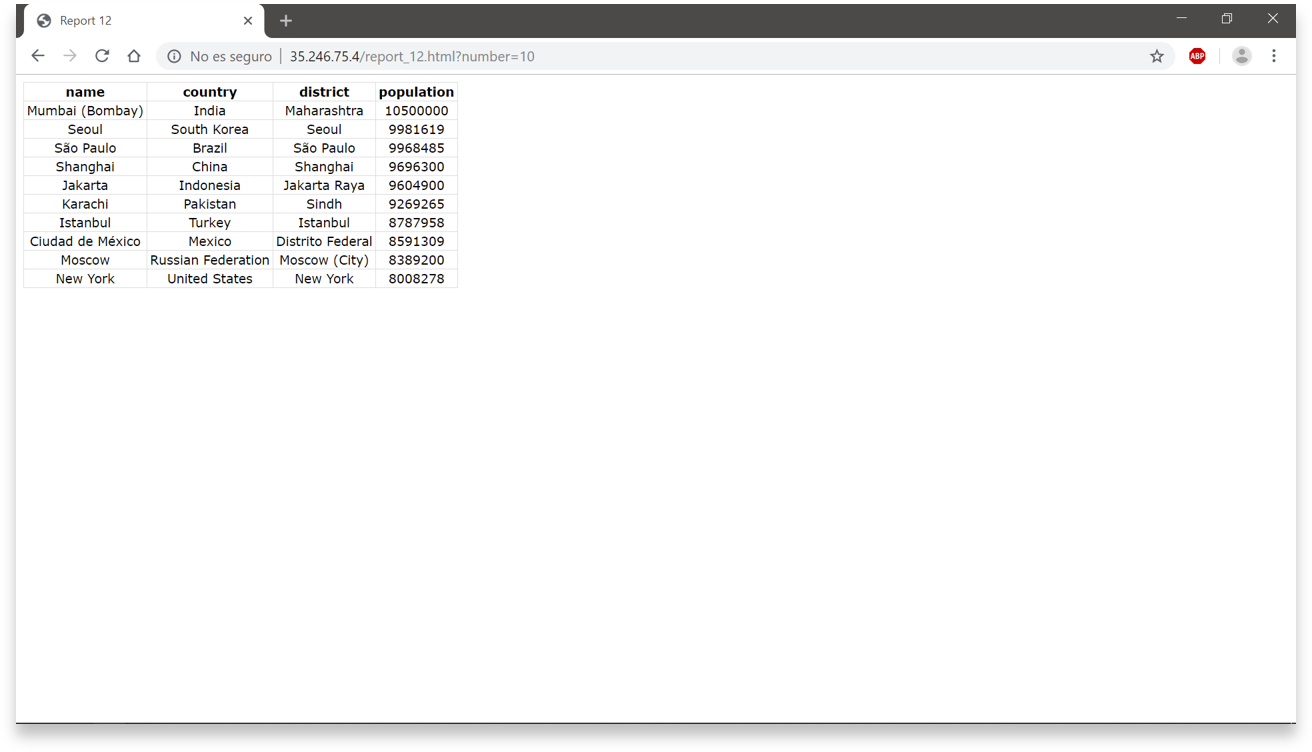 Report 12
No es seguro | 35.246.75.4/report_12.html?number=10
ABP
name country district population
Mumbai (Bombay) India Maharashtra 10500000
Seoul South Korea Seoul 9981619
São Paulo Brazil São Paulo 9968485
Shanghai China Shanghai 9696300
Jakarta Indonesia Jakarta Raya 9604900
Karachi Pakistan Sindh 9269265
Istanbul Turkey Istanbul 8787958
Ciudad de México Mexico Distrito Federal 8591309
Moscow Russian Federation Moscow (City) 8389200
New York United States New York 8008278